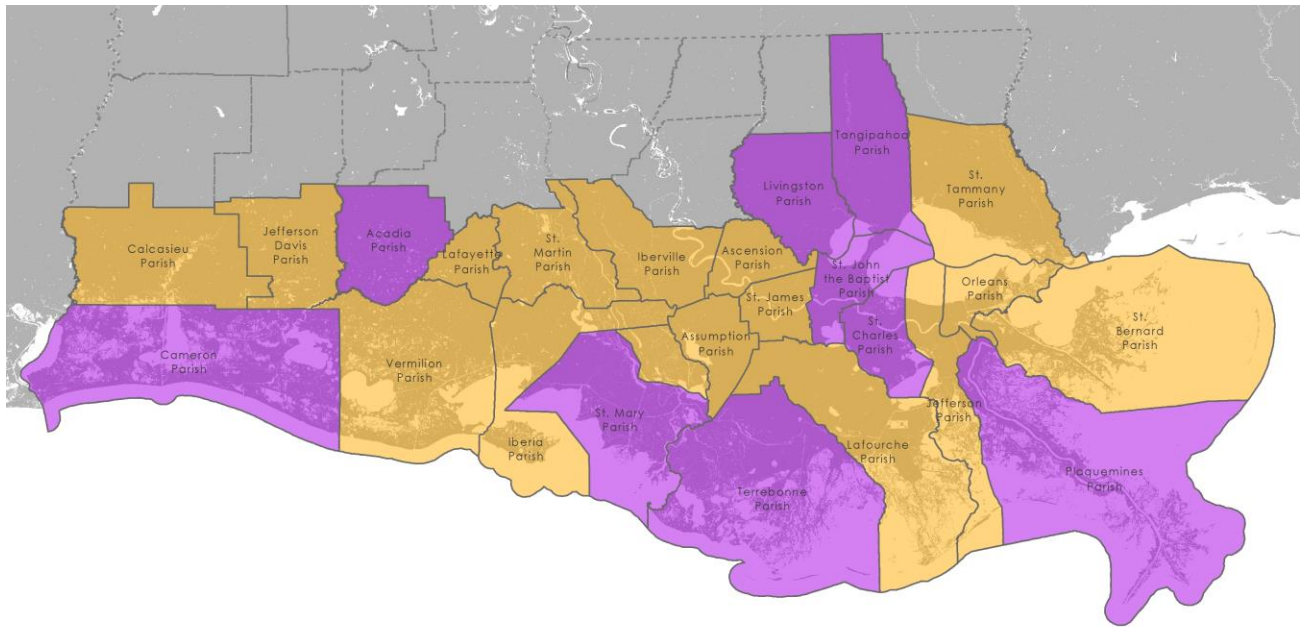 Tangipahoa
Parish
St.
Tammany
Parish
Livingston
Parish
Calcasieu
Parish
Jefferson
Davis
Parish
Acadia
Parish
Lafayette
Parish
St.
Martin
Parish
Iberville
Parish
Ascension
Parish
St. John
the Baptist
Parish
Orleans
Parish
St. James
Parish
St.
Bernard
Parish
St.
Charles
Parish
Assumption
Parish
Cameron
Parish
Vermilion
Parish
St. Mary
Parish
Jefferson
Parish
Iberia
Parish
Lafourche
Parish
Plaquemines
Parish
Terrebonne
Parish